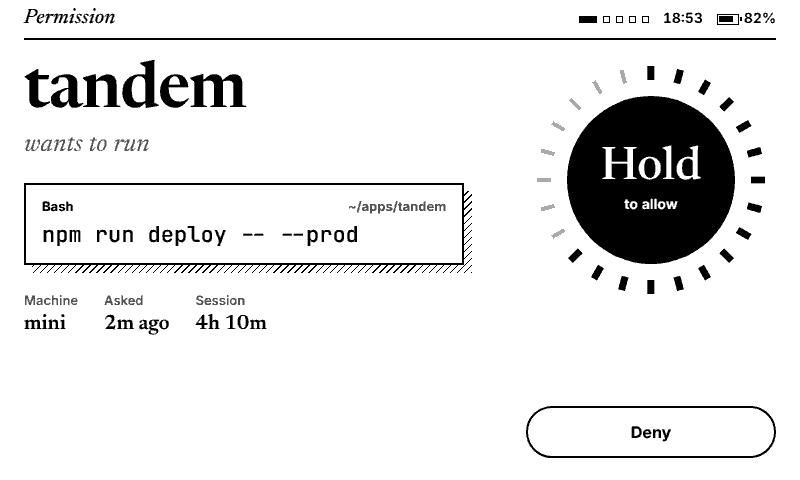 Permission
18:53 82%
tandem
wants to run
Bash ~/apps/tandem
npm run deploy -- --prod
Machine Asked Session
mini 2m ago 4h 10m
Hold
to allow
Deny